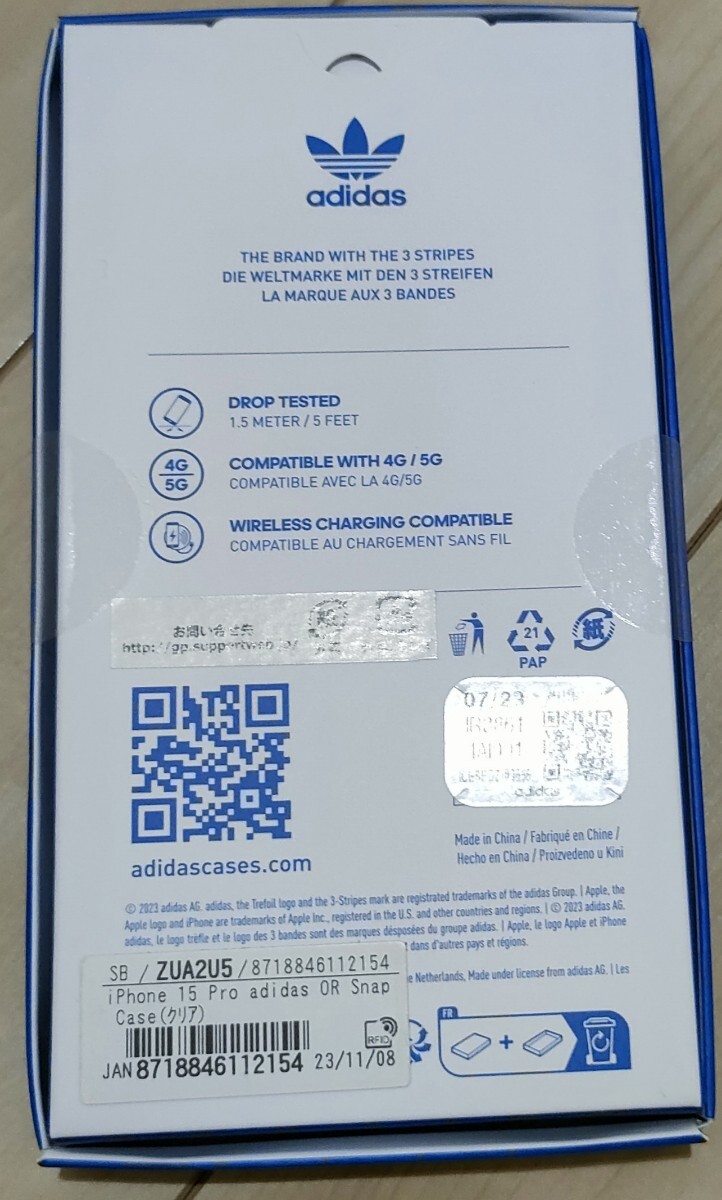 adidas
THE BRAND WITH THE 3 STRIPES
DIE WELTMARKE MIT DEN 3 STREIFEN
LA MARQUE AUX 3 BANDES
DROP TESTED
1.5 METER / 5 FEET
4G
5G
COMPATIBLE WITH 4G / 5G
COMPATIBLE AVEC LA 4G/5G
WIRELESS CHARGING COMPATIBLE
COMPATIBLE AU CHARGEMENT SANS FIL
お問い合せ先
21
PAP
紙
07/23
adidas
adidascases.com
Made in China / Fabriqué en Chine /
Hecho en China / Proizvedeno u Kini
© 2023 adidas AG. adidas, the Trefoil logo and the 3-Stripes mark are registrated trademarks of the adidas Group. | Apple, the
Apple logo and iPhone are trademarks of Apple Inc., registered in the U.S. and other countries and regions. | © 2023 adidas AG.
adidas, le logo trèfle et le logo des 3 bandes sont des marques désposées du groupe adidas. | Apple, le logo Apple et iPhone
dans d'autres pays et régions.
Netherlands, Made under license from adidas AG. | Les
SB / ZUA2U5 / 8718846112154
iPhone 15 Pro adidas OR Snap
Case(クリア)
RFID
JAN 8718846112154 23/11/08
FR
+